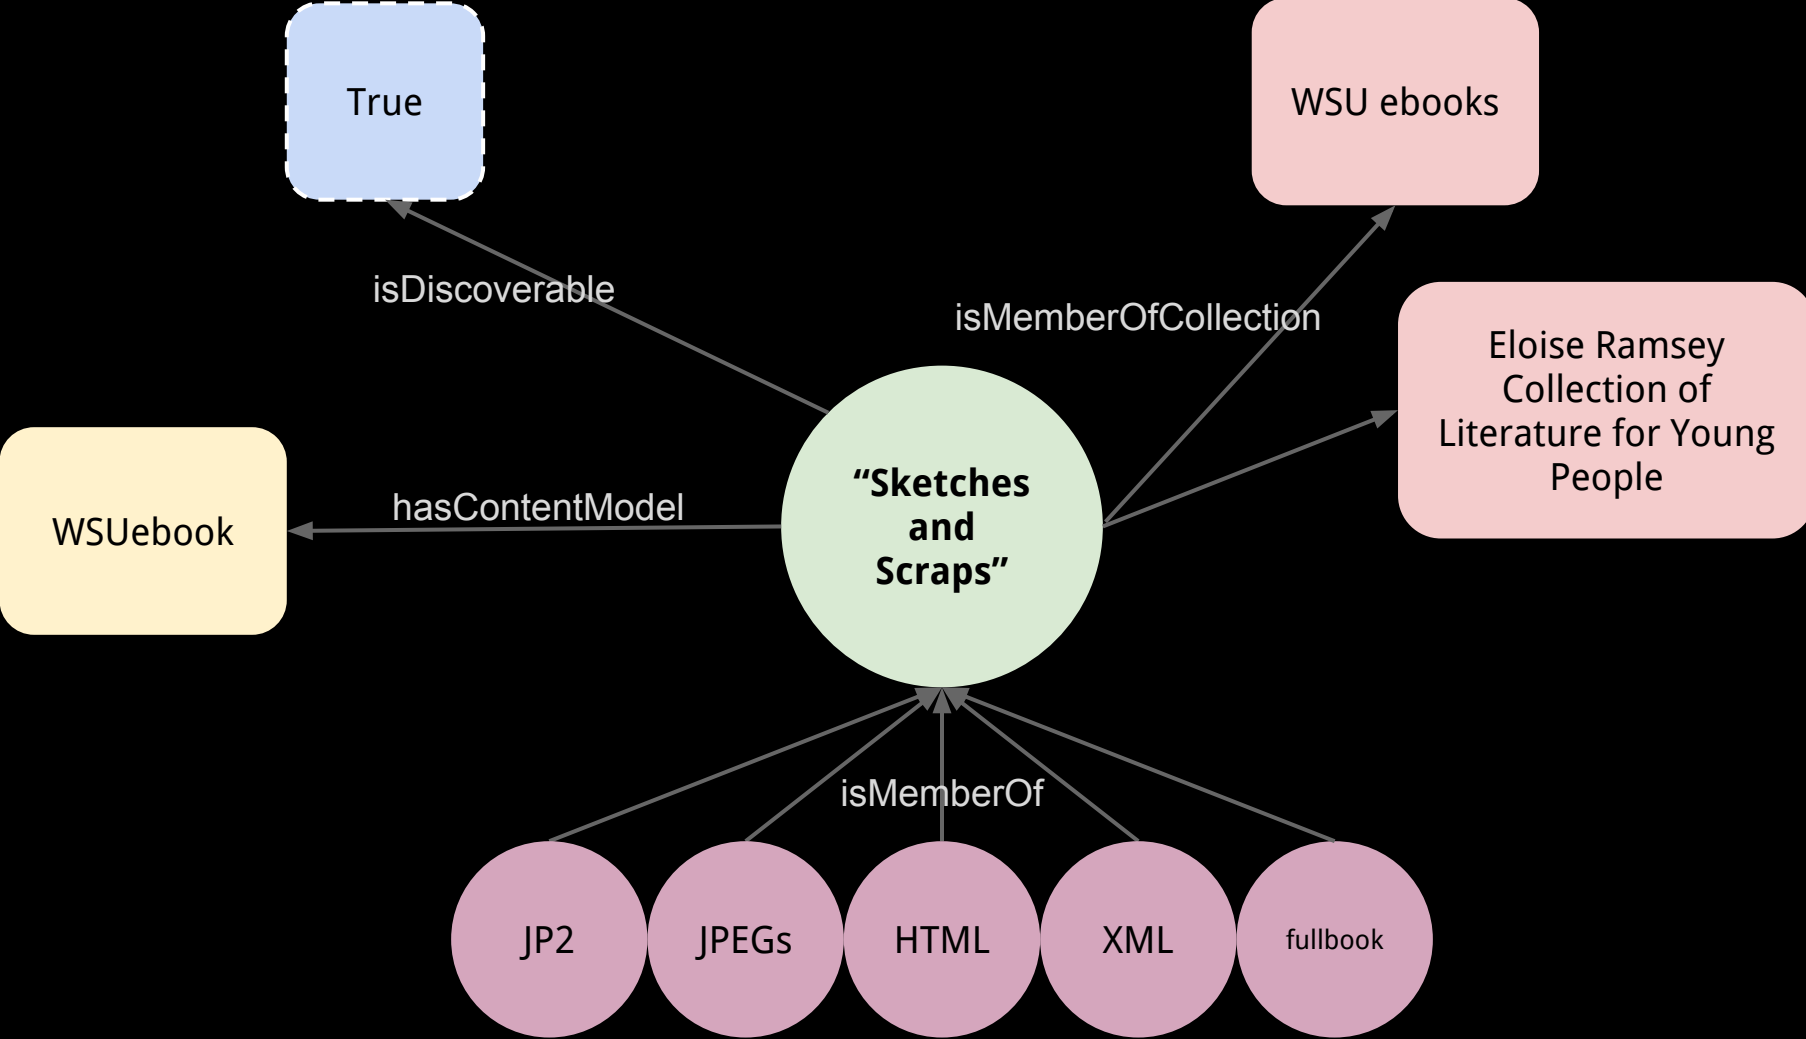 True
WSU ebooks
isDiscoverable
isMemberOfCollection
Eloise Ramsey
Collection of
Literature for Young
People
WSUebook
hasContentModel
“Sketches
and
Scraps”
isMemberOf
JP2
JPEGs
HTML
XML
fullbook